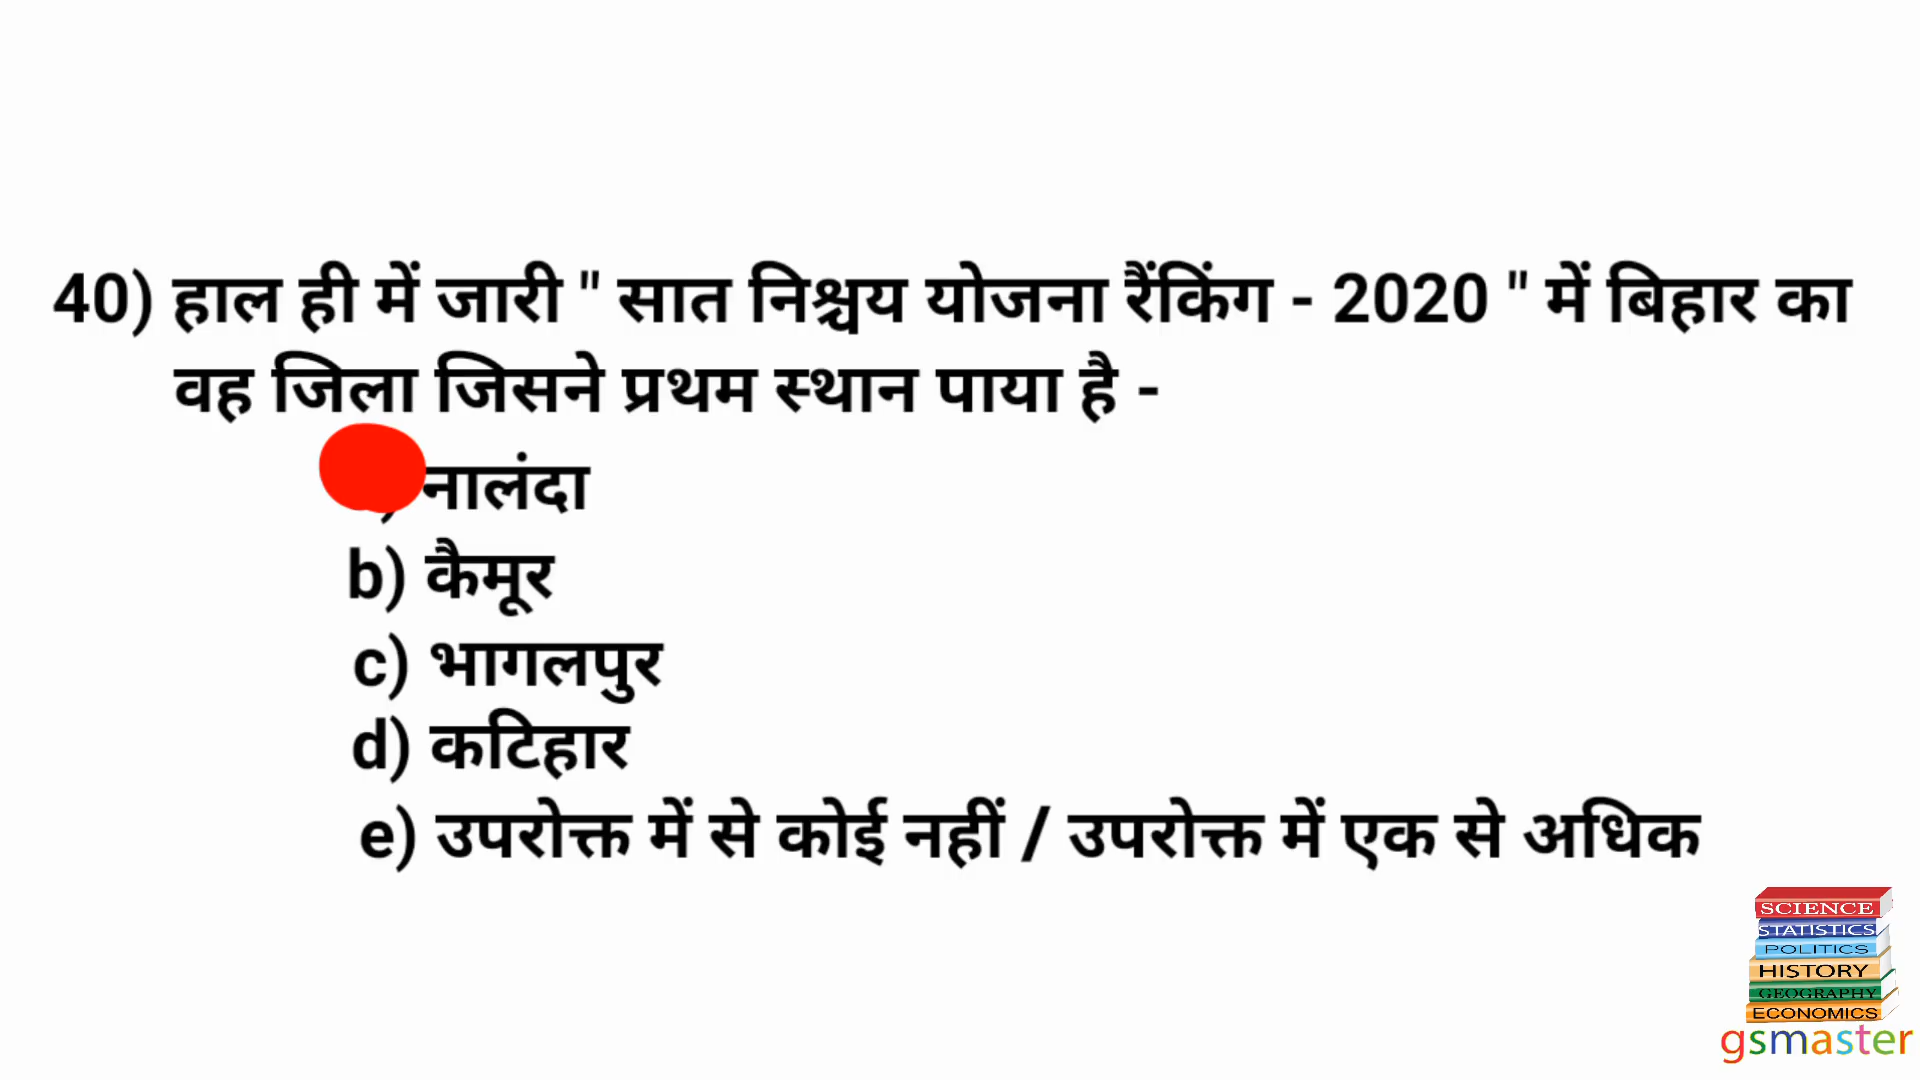 40) हाल ही में जारी " सात निश्चय योजना रैंकिंग - 2020 " में बिहार का
वह जिला जिसने प्रथम स्थान पाया है -
) नालंदा
b) कैमूर
c) भागलपुर
d) कटिहार
e) उपरोक्त में से कोई नहीं / उपरोक्त में एक से अधिक
SCIENCE
STATISTICS
POLITICS
HISTORY
GEOGRAPHY
ECONOMICS
gsmaster